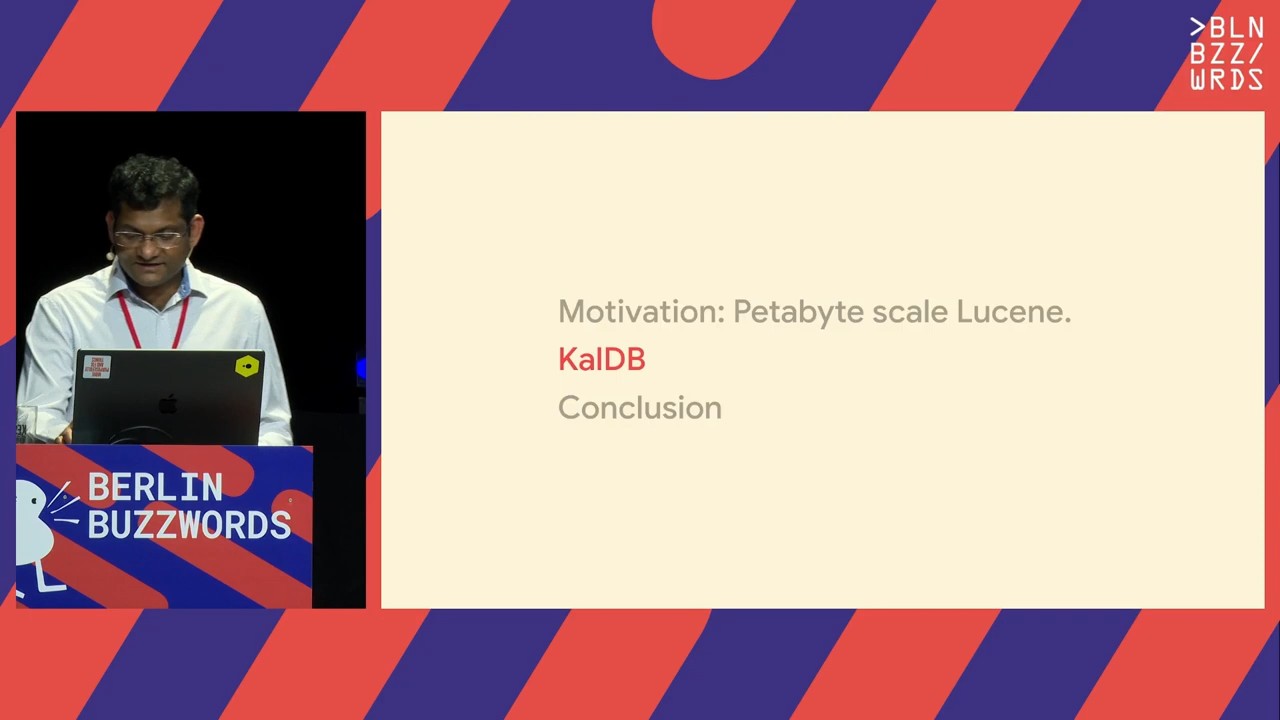 >BLN
BZZ/
WRDS
Motivation: Petabyte scale Lucene.
KalDB
Conclusion
BERLIN
BUZZWORDS